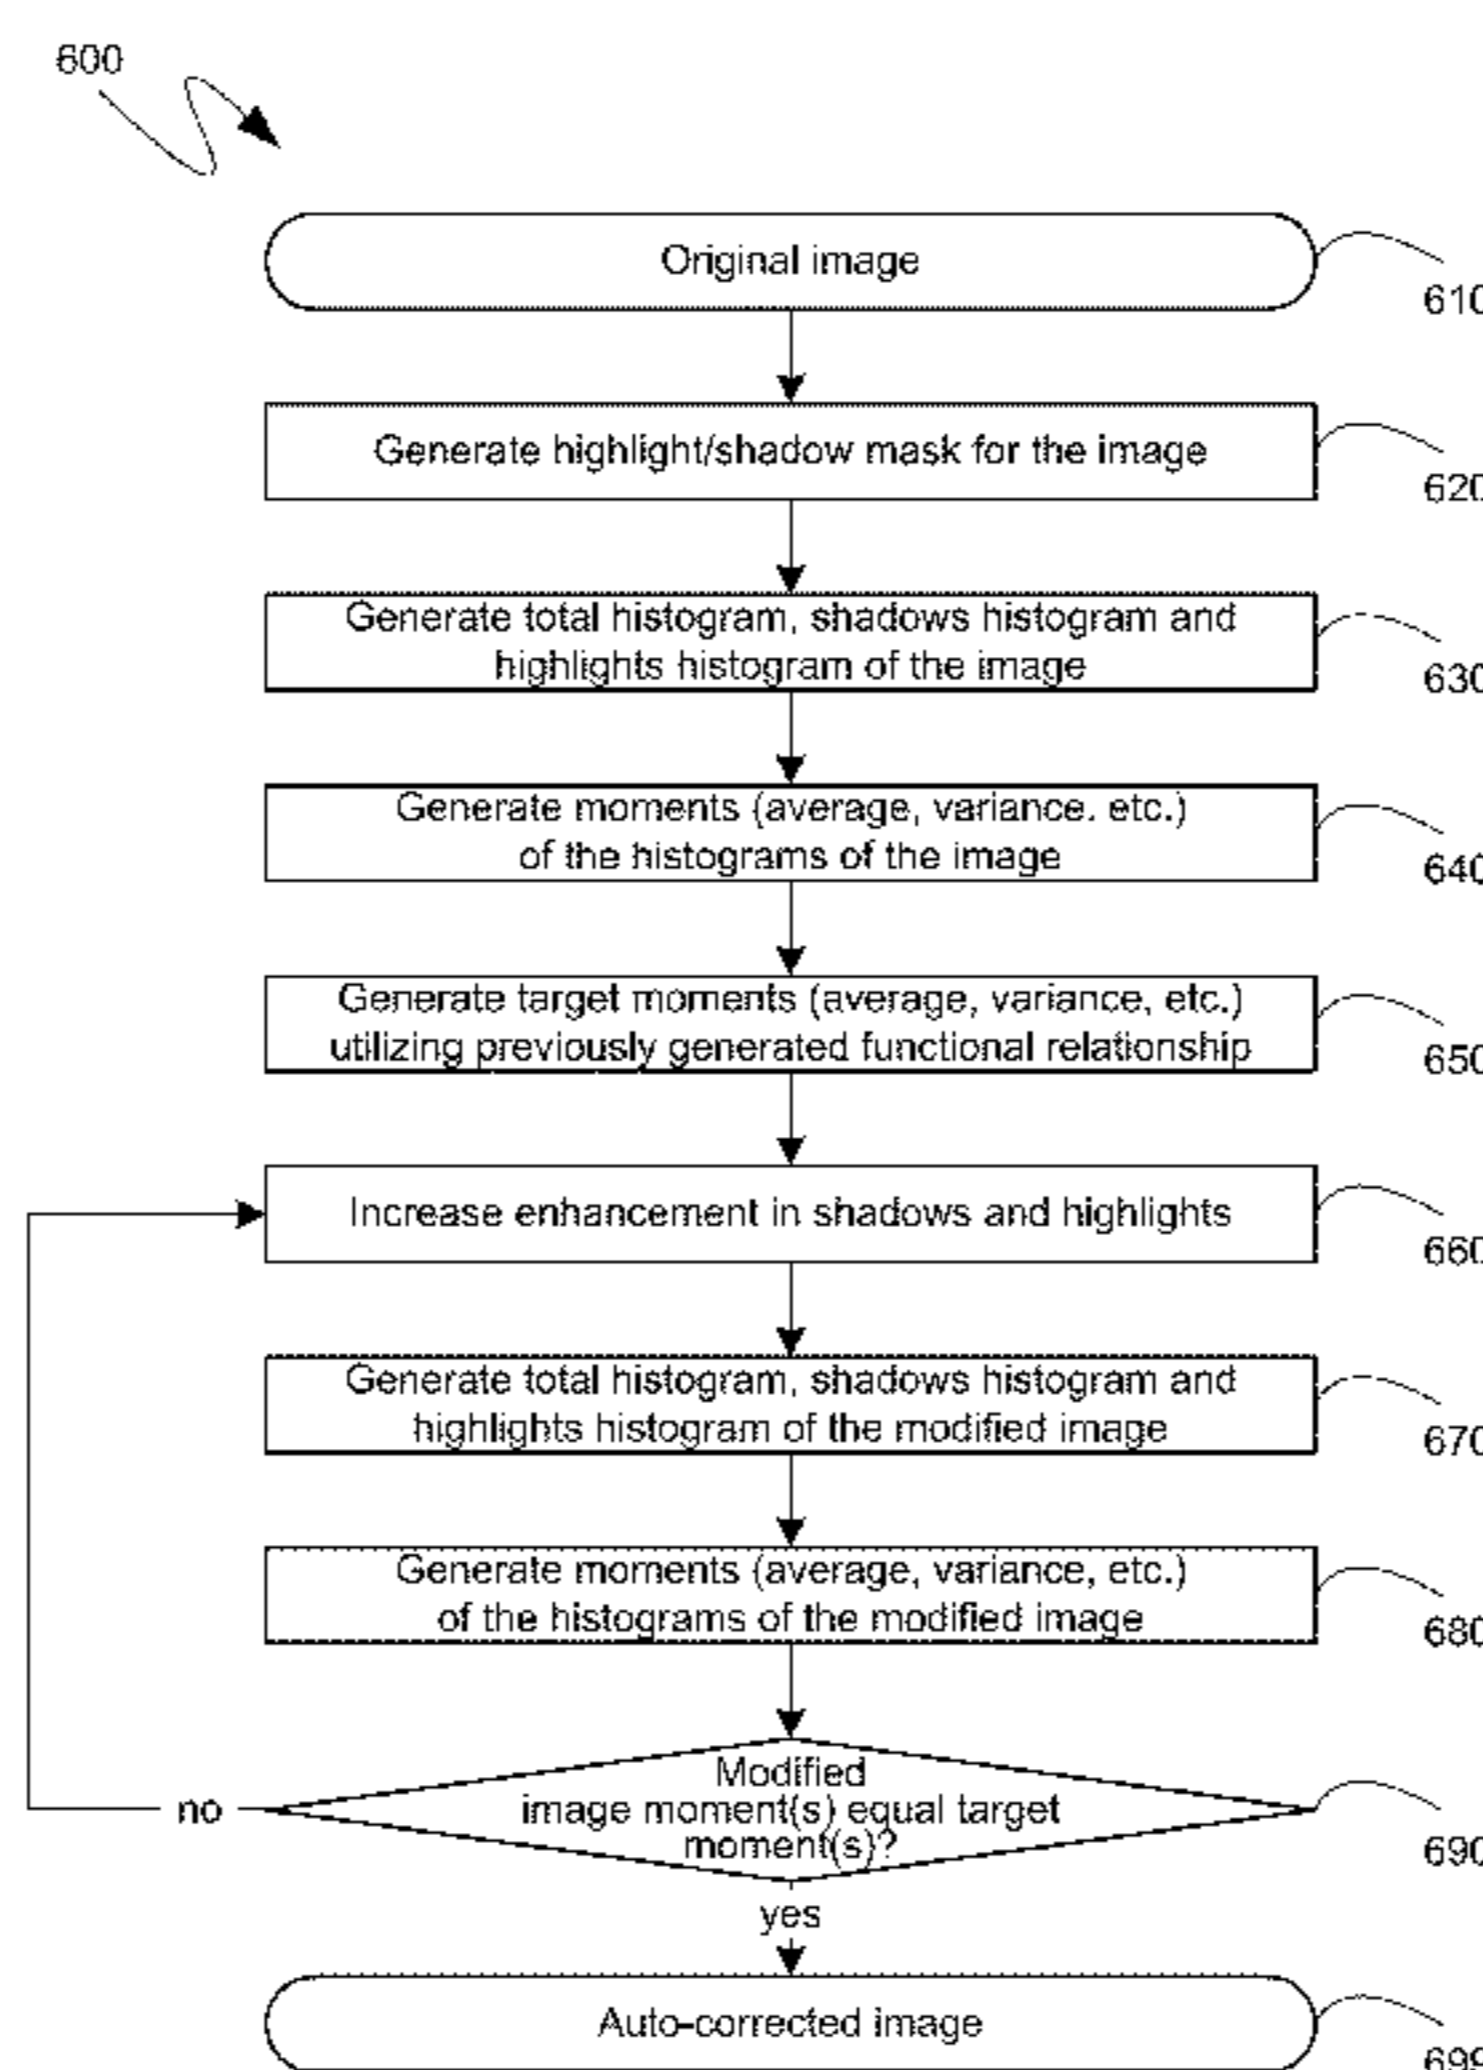 600
Original image
610
Generate highlight/shadow mask for the image
620
Generate total histogram, shadows histogram and
highlights histogram of the image
630
Generate moments (average, variance. etc.)
of the histograms of the image
640
Generate target moments (average, variance, etc.)
utilizing previously generated functional relationship
650
Increase enhancement in shadows and highlights
660
Generate total histogram, shadows histogram and
highlights histogram of the modified image
670
Generate moments (average, variance, etc.)
of the histograms of the modified image
680
Modified
image moment(s) equal target
moment(s)?
no
690
yes
Auto-corrected image
699